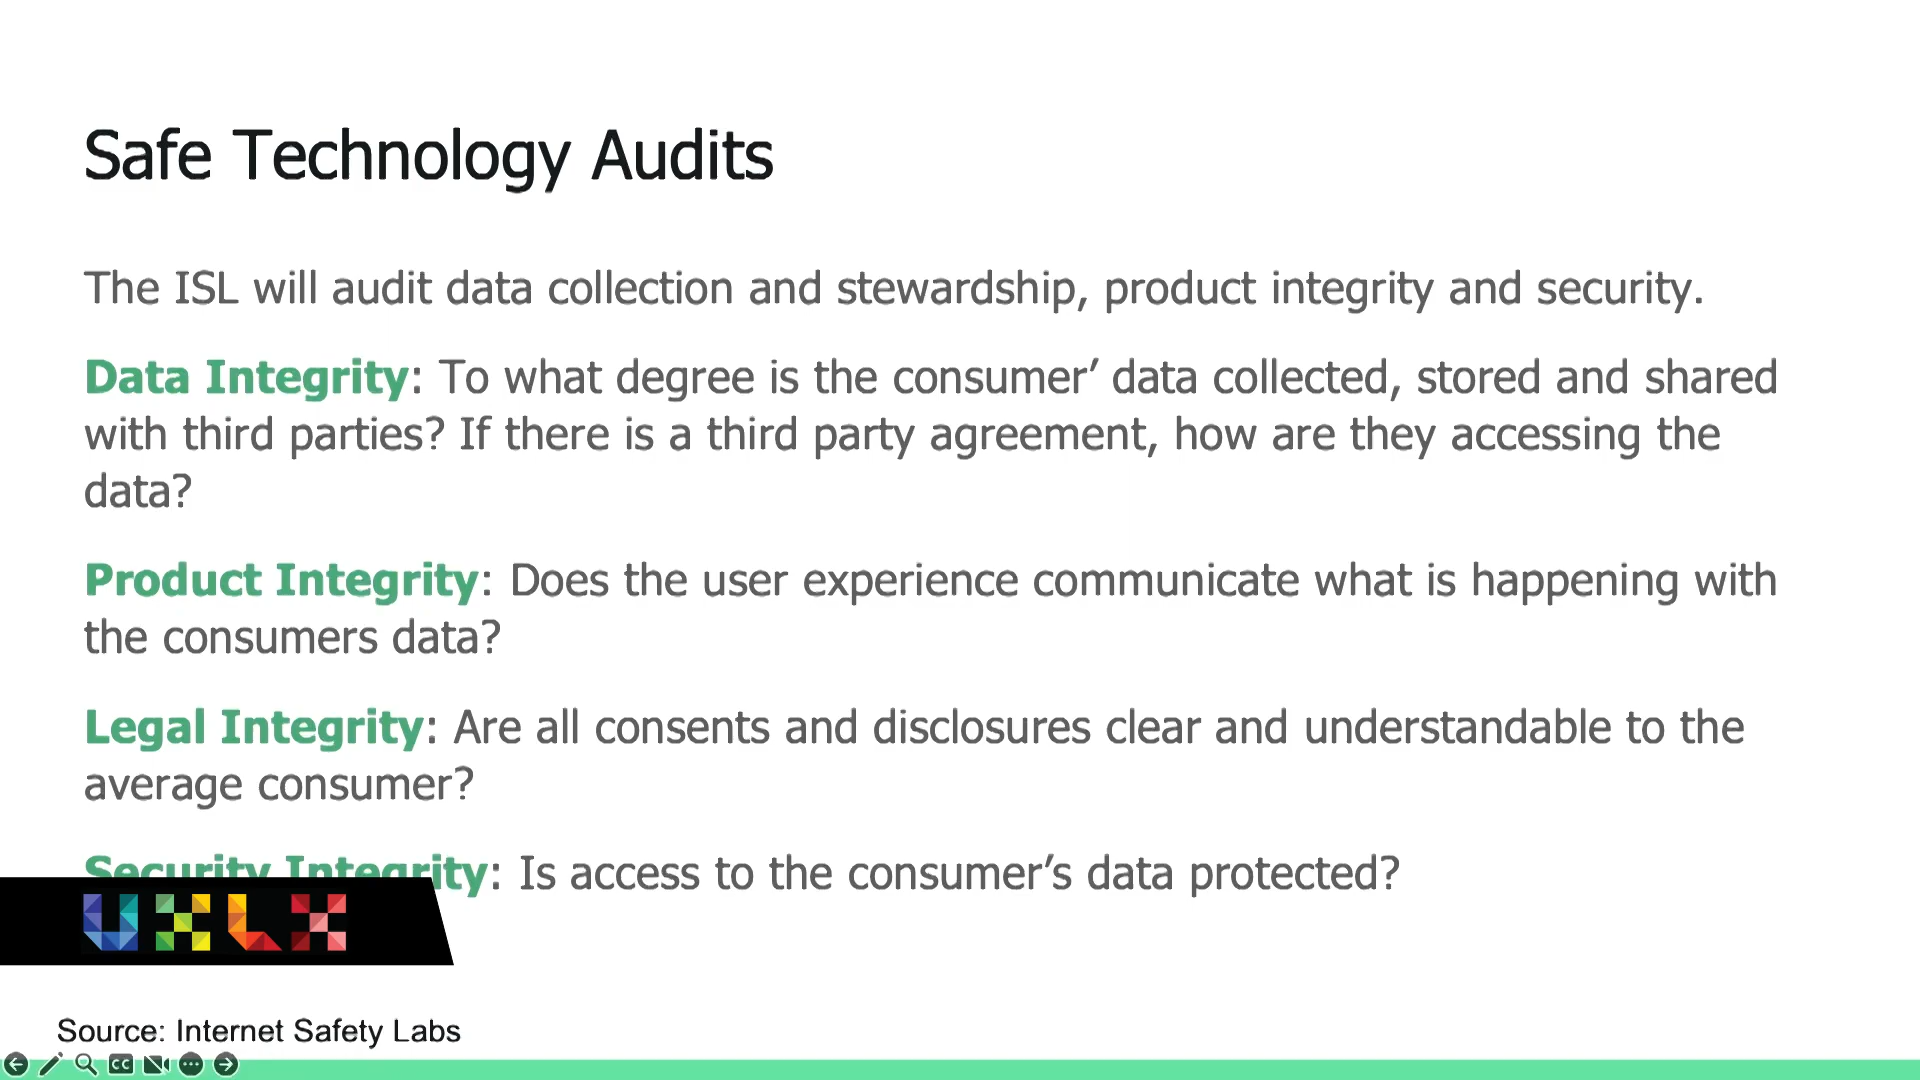 Safe Technology Audits
The ISL will audit data collection and stewardship, product integrity and security.
Data Integrity: To what degree is the consumer’ data collected, stored and shared
with third parties? If there is a third party agreement, how are they accessing the
data?
Product Integrity: Does the user experience communicate what is happening with
the consumers data?
Legal Integrity: Are all consents and disclosures clear and understandable to the
average consumer?
Security Integrity: Is access to the consumer’s data protected?
UXLX
Source: Internet Safety Labs
CC